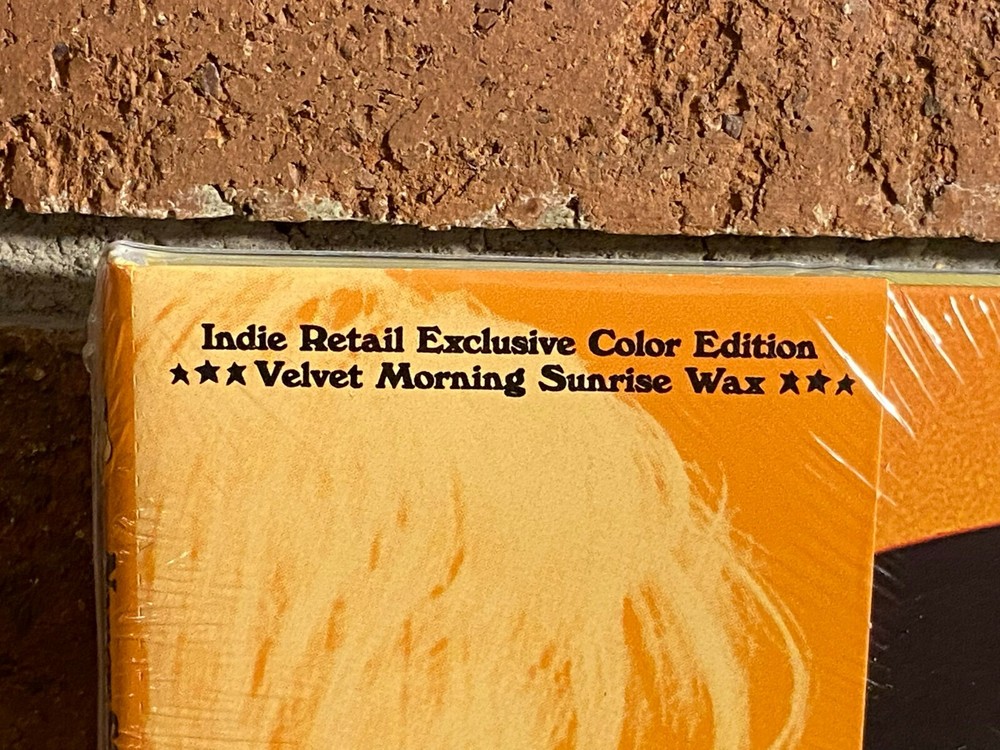 Indie Retail Exclusive Color Edition
★★★ Velvet Morning Sunrise Wax ★★★